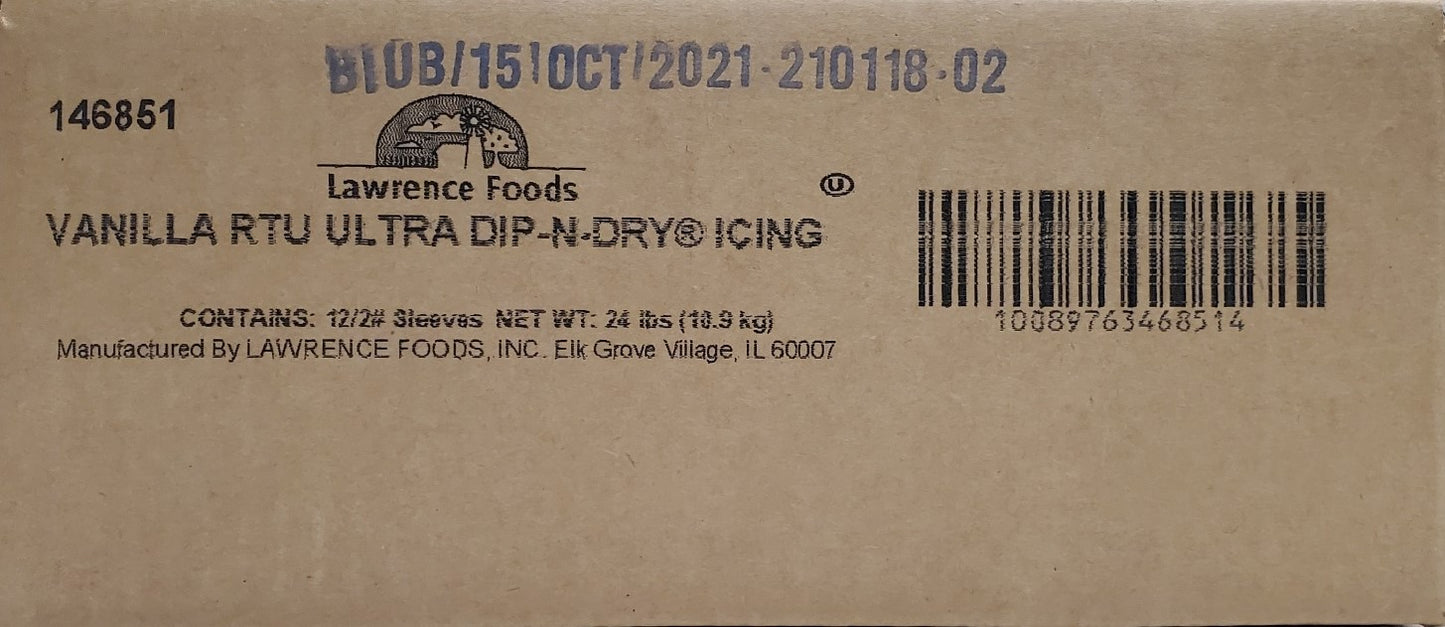 BIUB/15/OCT/2021-210118-02
146851
Lawrence Foods
U
VANILLA RTU ULTRA DIP-N-DRY® ICING
CONTAINS: 12/2# Sleeves NET WT: 24 lbs (10.9 kg)
10089763468514
Manufactured By LAWRENCE FOODS, INC. Elk Grove Village, IL 60007